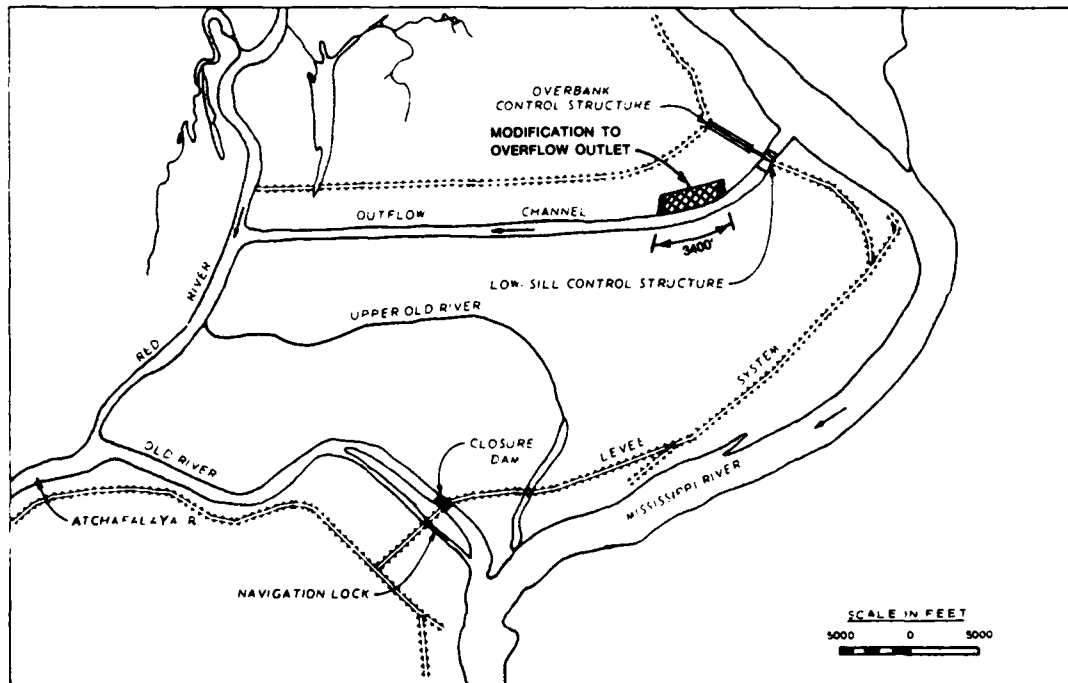 OVERBANK
CONTROL STRUCTURE
MODIFICATION TO
OVERFLOW OUTLET
OUTFLOW CHANNEL
3400'
LOW-SILL CONTROL STRUCTURE
RED RIVER
UPPER OLD RIVER
OLD RIVER
CLOSURE
DAM
LEVEE SYSTEM
MISSISSIPPI RIVER
ATCHAFALAYA R.
NAVIGATION LOCK
SCALE IN FEET
5000 0 5000